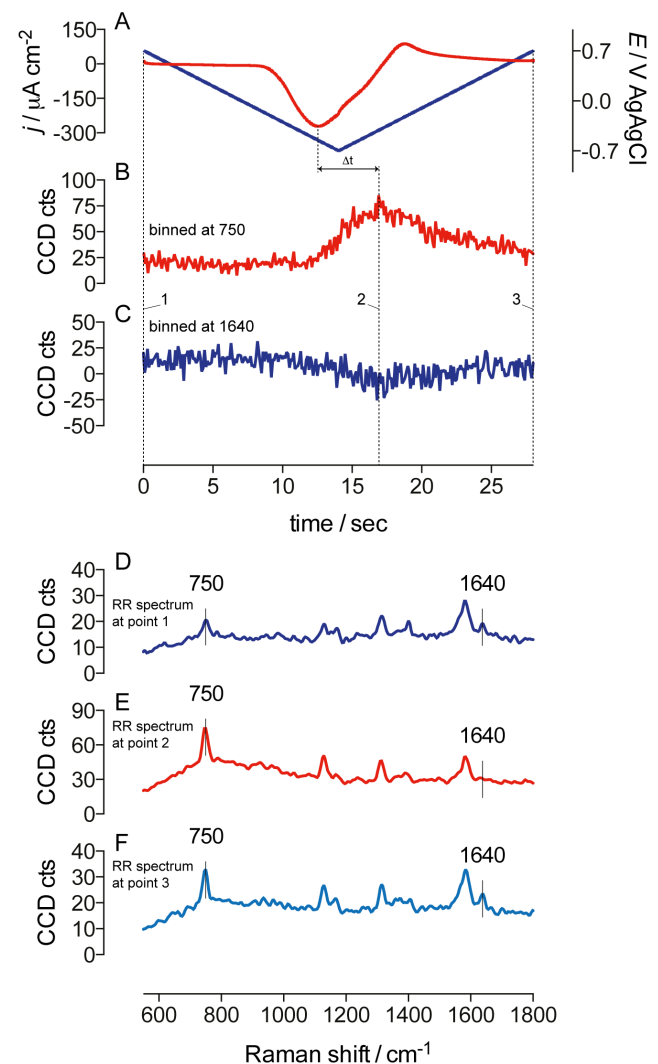 A
150
0
-150
-300
j / µA cm-2
0.7
0.0
-0.7
E / V AgAgCl
Δt
B
100
75
50
25
0
CCD cts
binned at 750
1
2
3
C
50
25
0
-25
-50
CCD cts
binned at 1640
0 5 10 15 20 25
time / sec
D
40
30
20
10
0
CCD cts
750
1640
RR spectrum
at point 1
E
90
60
30
0
CCD cts
750
1640
RR spectrum
at point 2
F
40
30
20
10
0
CCD cts
750
1640
RR spectrum
at point 3
600 800 1000 1200 1400 1600 1800
Raman shift / cm-1